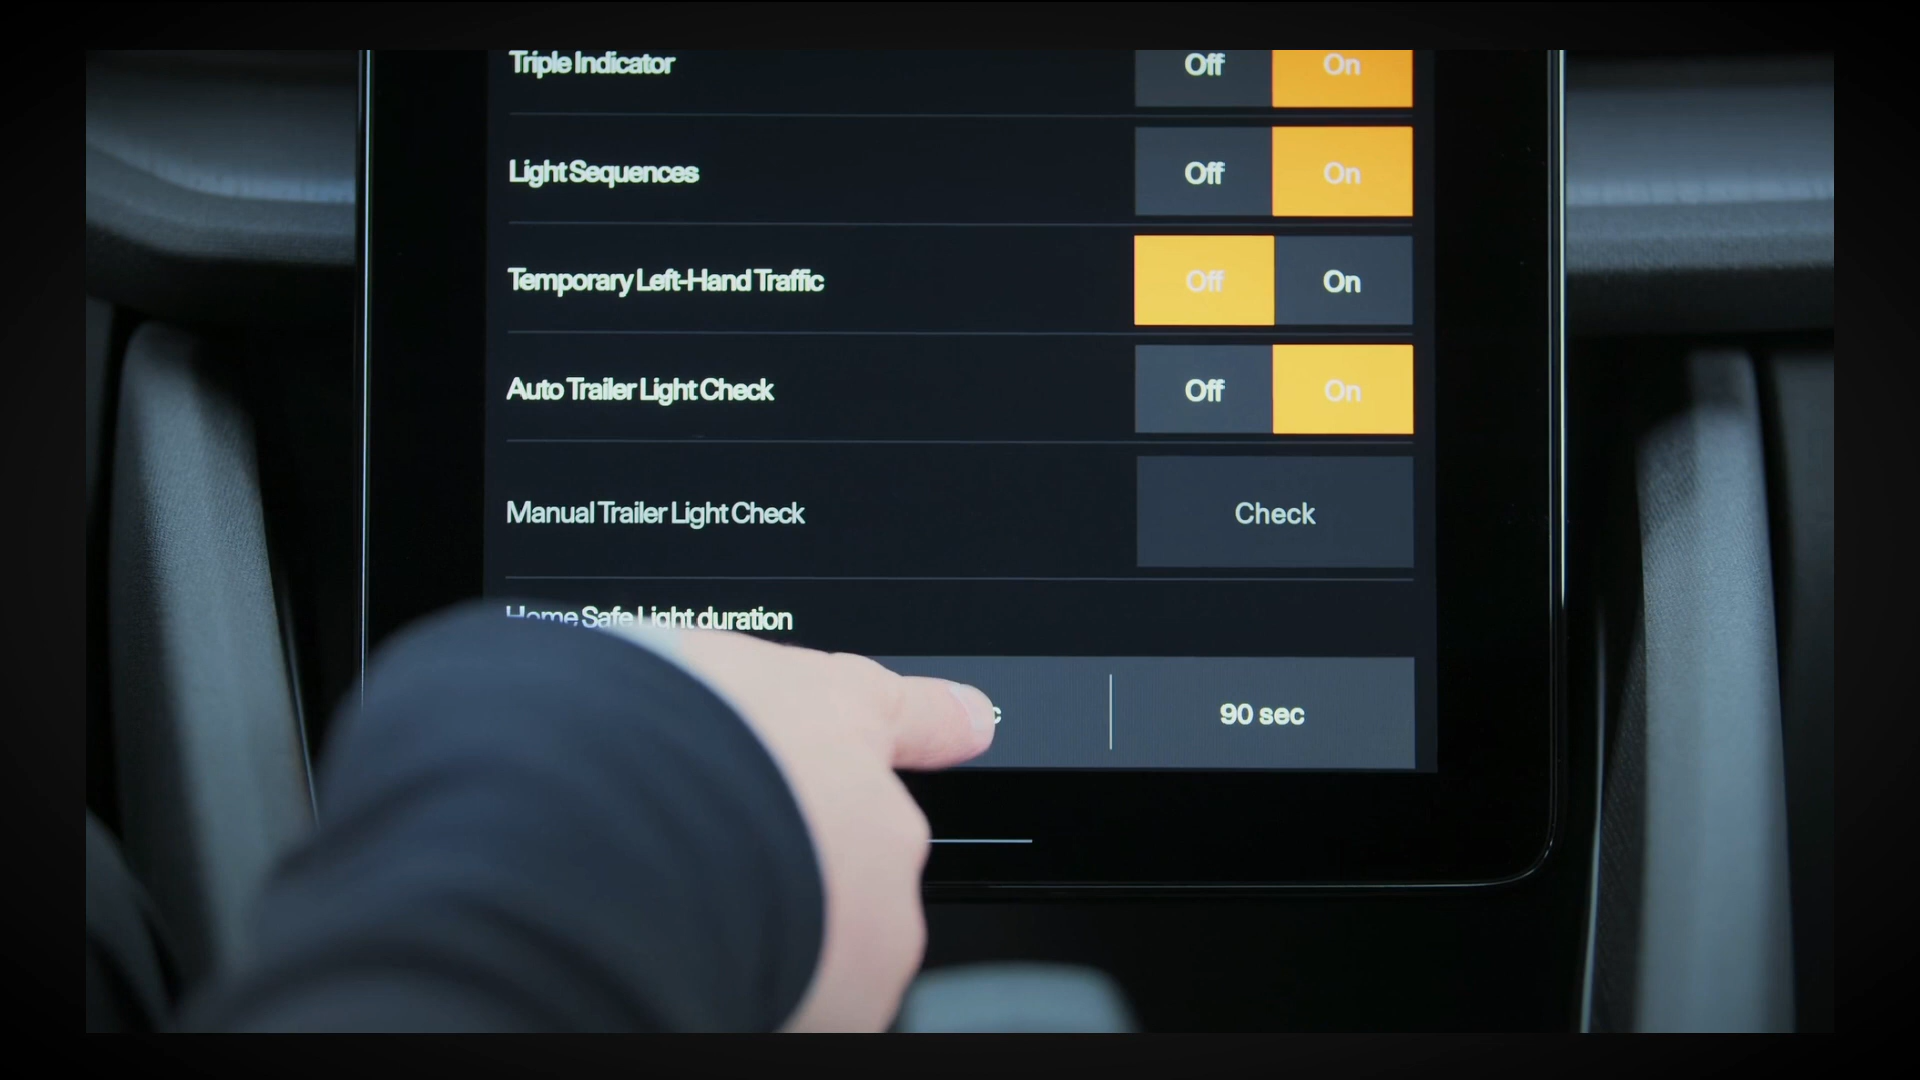 Triple Indicator Off On
Light Sequences Off On
Temporary Left-Hand Traffic Off On
Auto Trailer Light Check Off On
Manual Trailer Light Check Check
Home Safe Light duration
90 sec